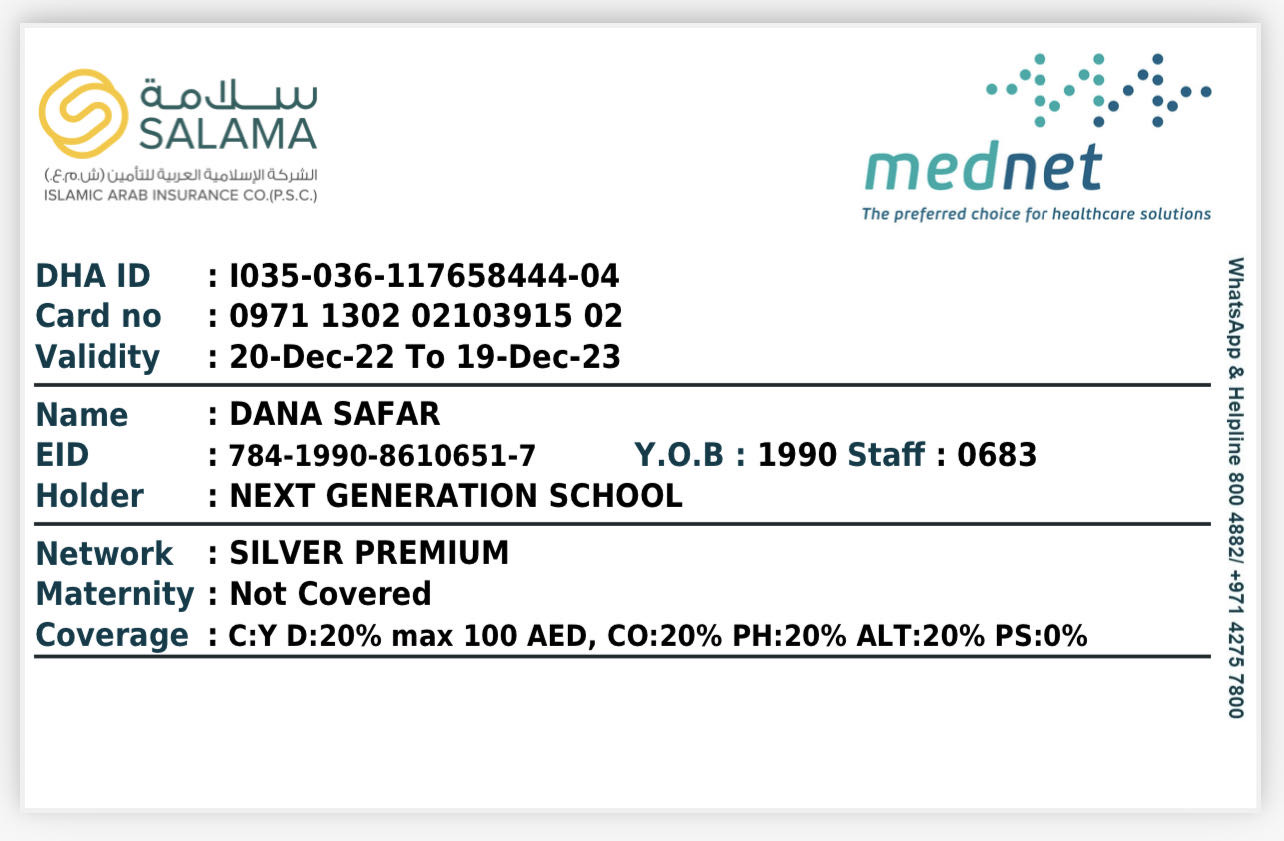 سلامة
SALAMA
الشركة الإسلامية العربية للتأمين (ش.م.ع.)
ISLAMIC ARAB INSURANCE CO.(P.S.C.)
mednet
The preferred choice for healthcare solutions
DHA ID : I035-036-117658444-04
Card no : 0971 1302 02103915 02
Validity : 20-Dec-22 To 19-Dec-23
Name : DANA SAFAR
EID : 784-1990-8610651-7 Y.O.B : 1990 Staff : 0683
Holder : NEXT GENERATION SCHOOL
Network : SILVER PREMIUM
Maternity : Not Covered
Coverage : C:Y D:20% max 100 AED, CO:20% PH:20% ALT:20% PS:0%
WhatsApp & Helpline 800 4882/ +971 4275 7800